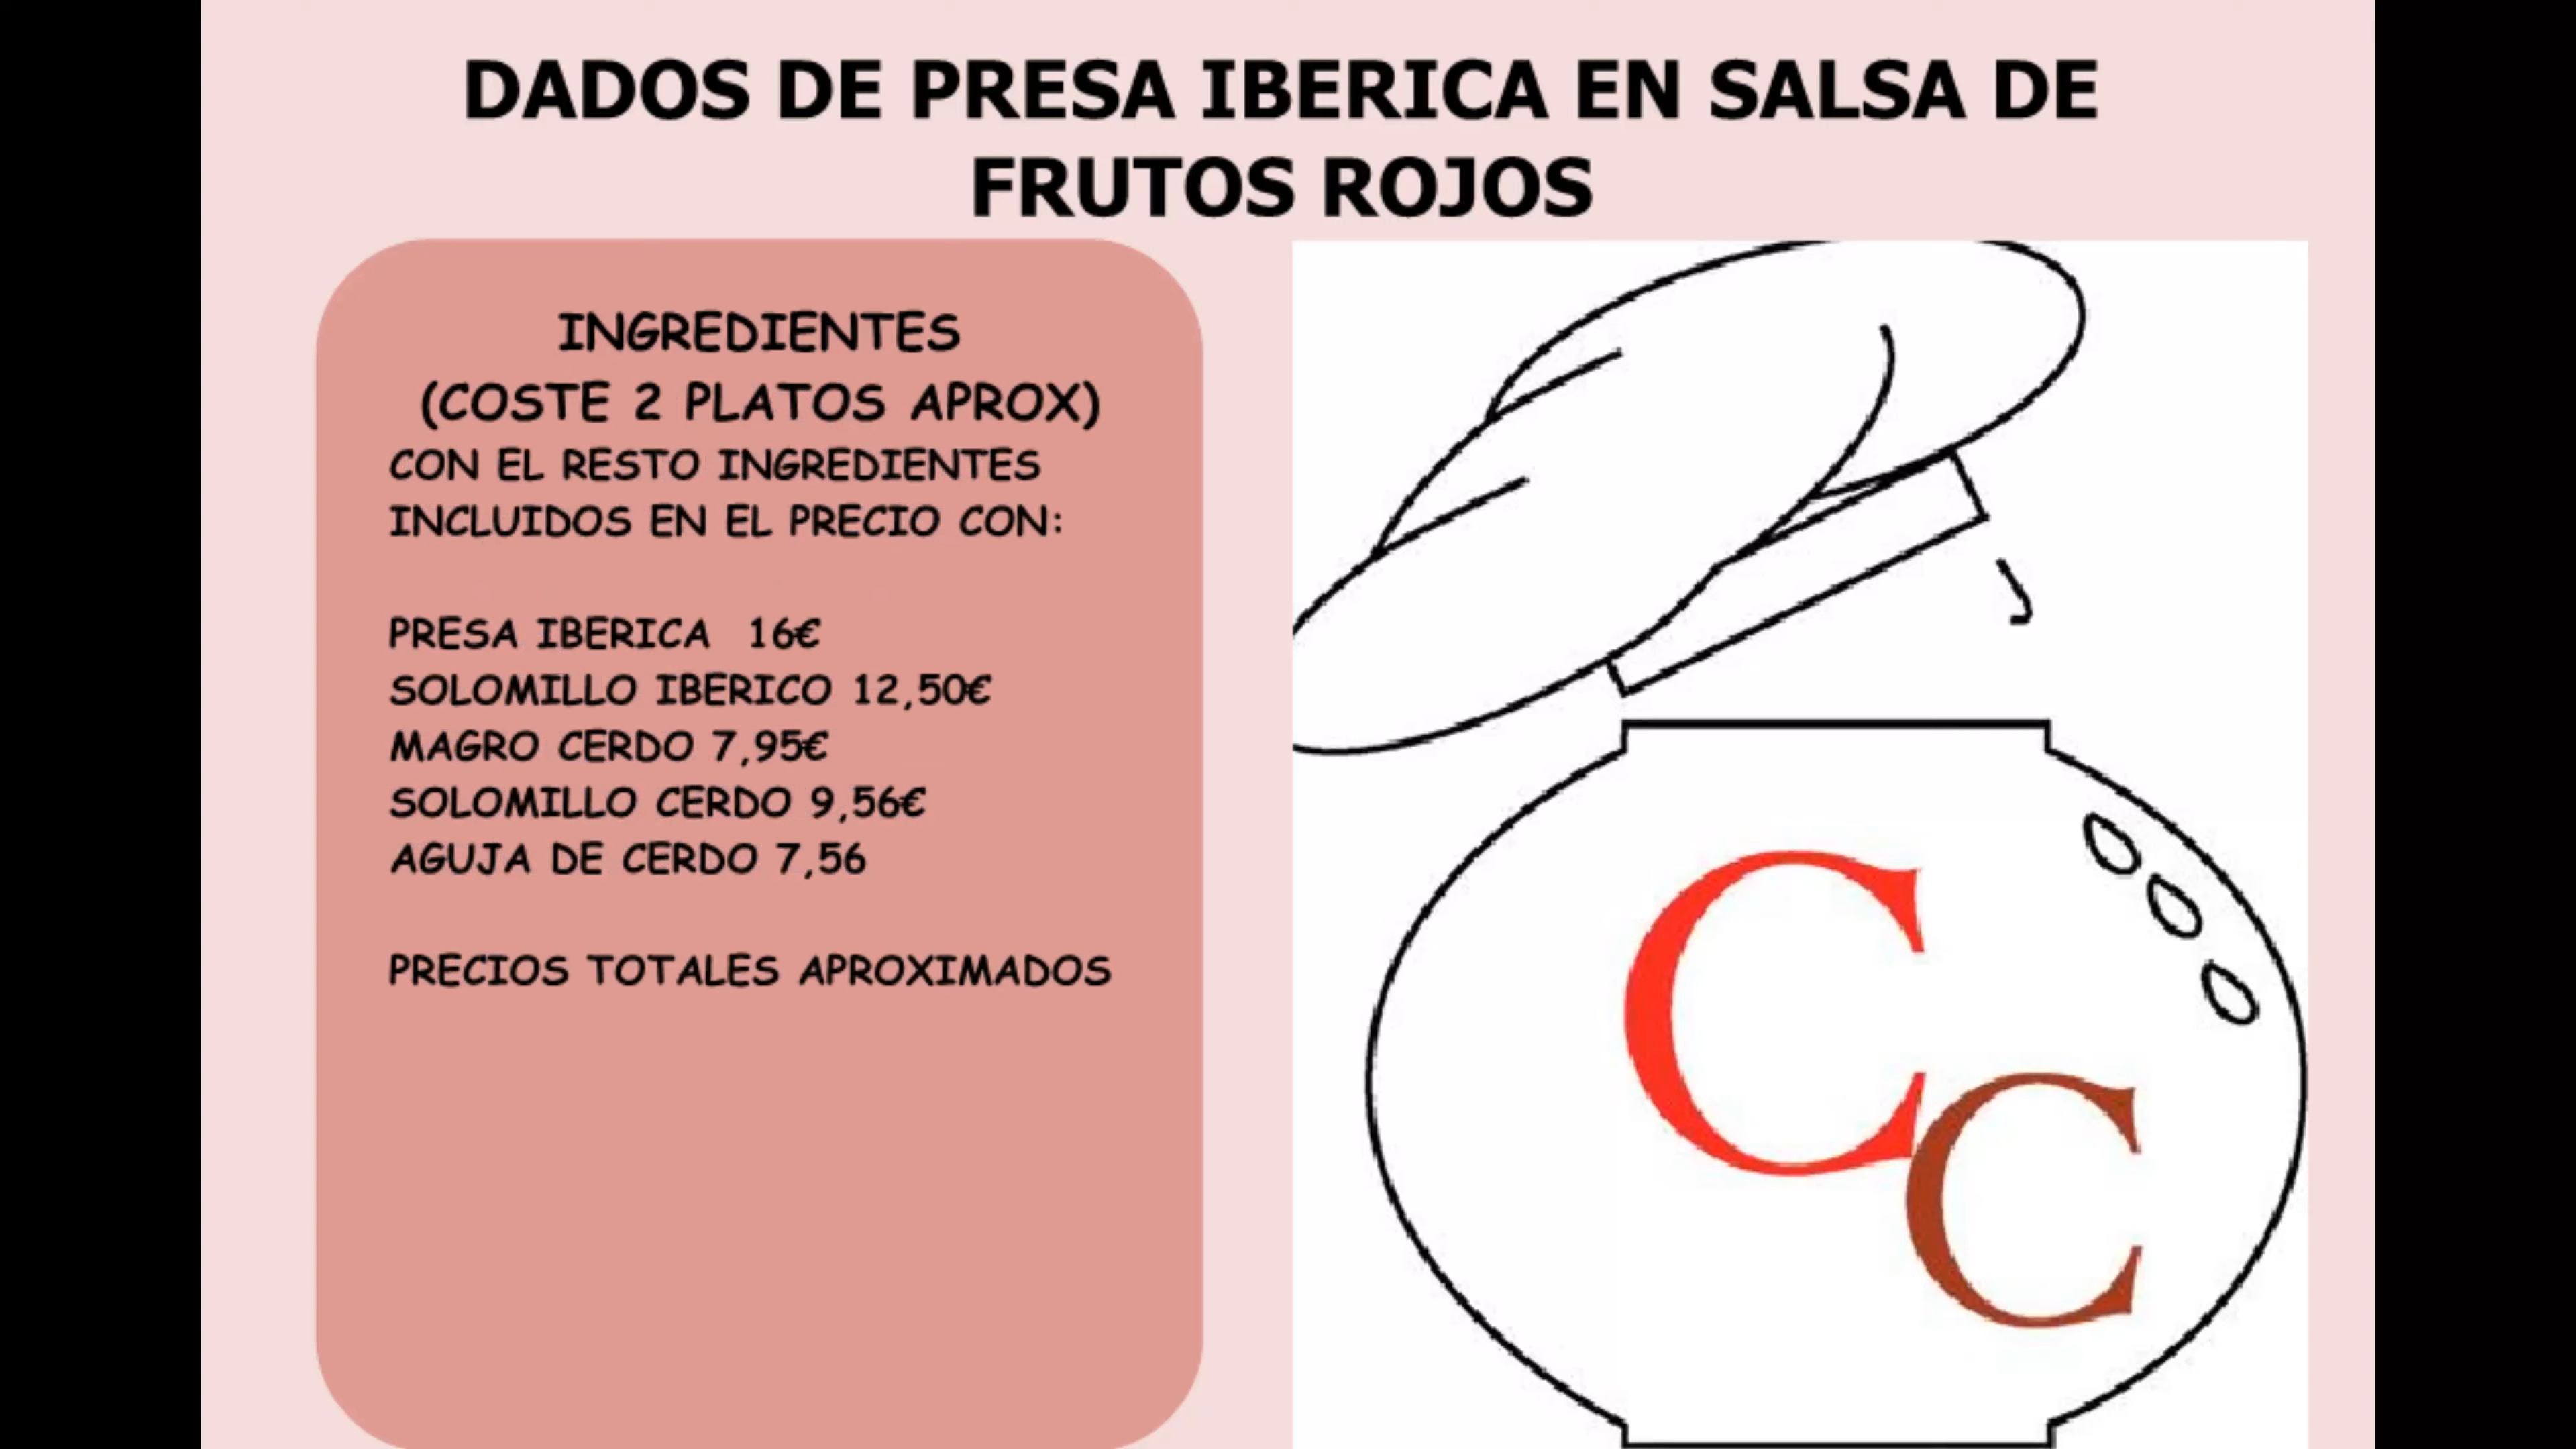 DADOS DE PRESA IBERICA EN SALSA DE
FRUTOS ROJOS
INGREDIENTES
(COSTE 2 PLATOS APROX)
CON EL RESTO INGREDIENTES
INCLUIDOS EN EL PRECIO CON:
PRESA IBERICA 16€
SOLOMILLO IBERICO 12,50€
MAGRO CERDO 7,95€
SOLOMILLO CERDO 9,56€
AGUJA DE CERDO 7,56
PRECIOS TOTALES APROXIMADOS
C
C